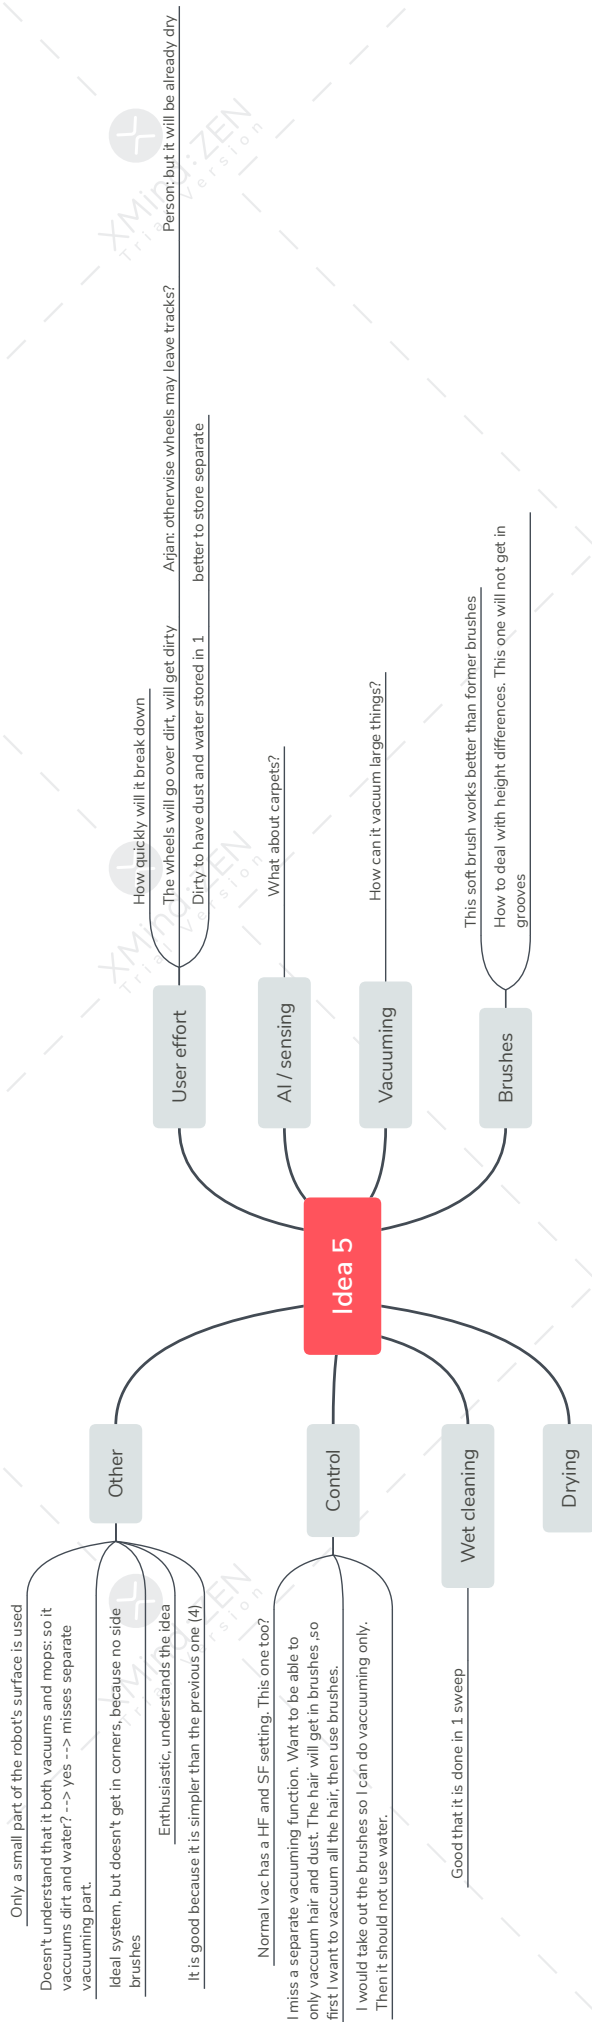 Idea 5
User effort
How quickly will it break down
The wheels will go over dirt, will get dirty
Arjan: otherwise wheels may leave tracks?
Person: but it will be already dry
Dirty to have dust and water stored in 1
better to store separate
AI / sensing
What about carpets?
Vacuuming
How can it vacuum large things?
Brushes
This soft brush works better than former brushes
How to deal with height differences. This one will not get in
grooves
Other
Only a small part of the robot's surface is used
Doesn't understand that it both vacuums and mops: so it
vaccuums dirt and water? --> yes --> misses separate
vacuuming part.
Ideal system, but doesn't get in corners, because no side
brushes
Enthusiastic, understands the idea
It is good because it is simpler than the previous one (4)
Control
Normal vac has a HF and SF setting. This one too?
I miss a separate vacuuming function. Want to be able to
only vaccuum hair and dust. The hair will get in brushes ,so
first I want to vaccuum all the hair, then use brushes.
I would take out the brushes so I can do vaccuuming only.
Then it should not use water.
Wet cleaning
Good that it is done in 1 sweep
Drying
XMind:ZEN
Trial Version
XMind:ZEN
Trial Version
XMind:ZEN
Trial Version